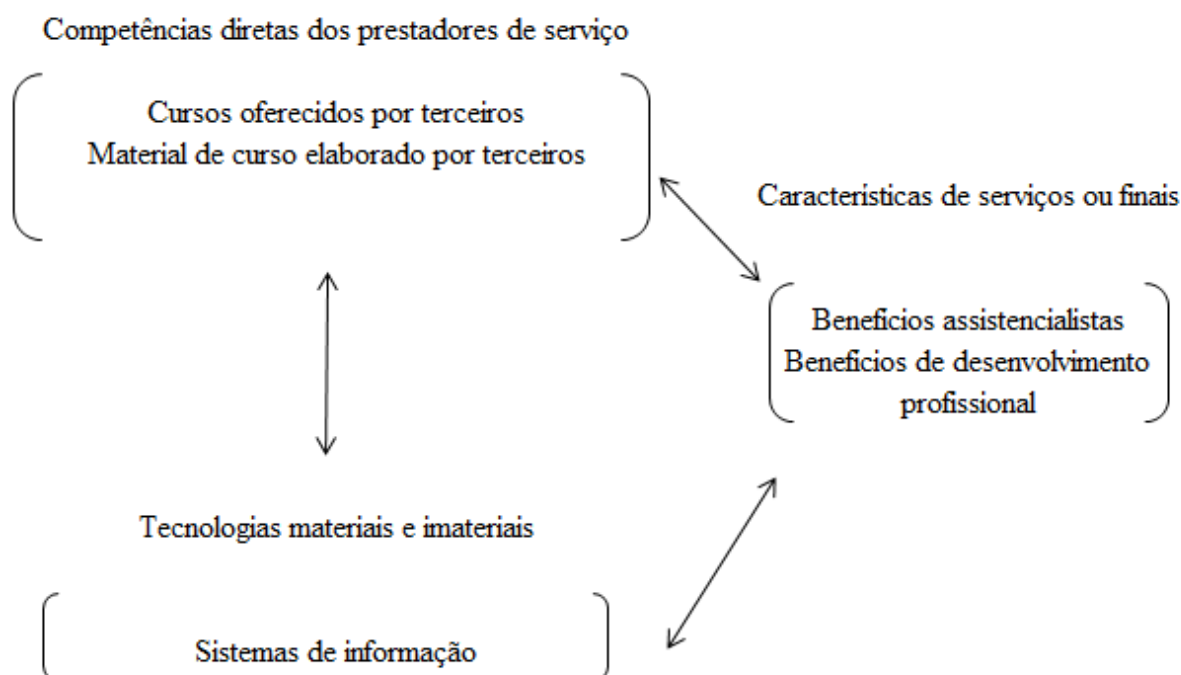 Competências diretas dos prestadores de serviço
Cursos oferecidos por terceiros
Material de curso elaborado por terceiros
Características de serviços ou finais
Benefícios assistencialistas
Benefícios de desenvolvimento
profissional
Tecnologias materiais e imateriais
Sistemas de informação